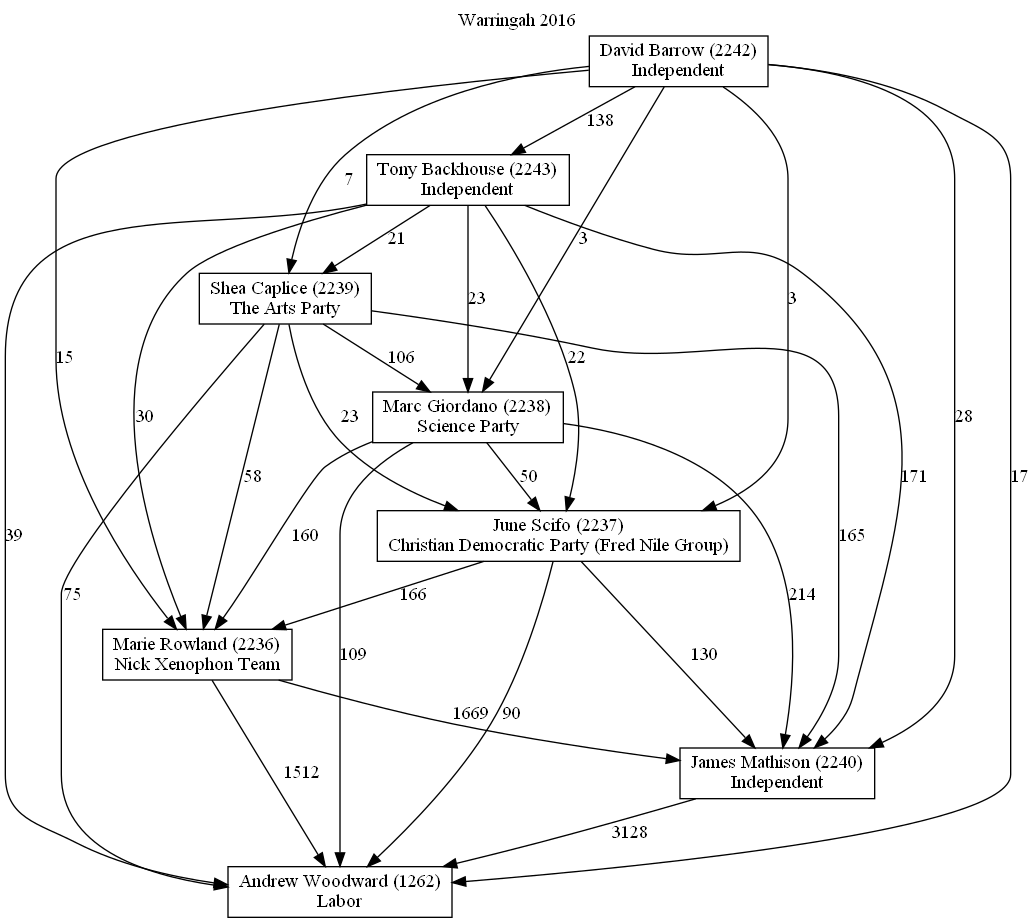 Warringah 2016
David Barrow (2242)
Independent
138
Tony Backhouse (2243)
Independent
7
21
3
23
3
Shea Caplice (2239)
The Arts Party
15
30
106
22
Marc Giordano (2238)
Science Party
23
28
58
50
171
17
June Scifo (2237)
Christian Democratic Party (Fred Nile Group)
39
160
165
75
166
214
Marie Rowland (2236)
Nick Xenophon Team
109
130
1669
90
James Mathison (2240)
Independent
1512
3128
Andrew Woodward (1262)
Labor